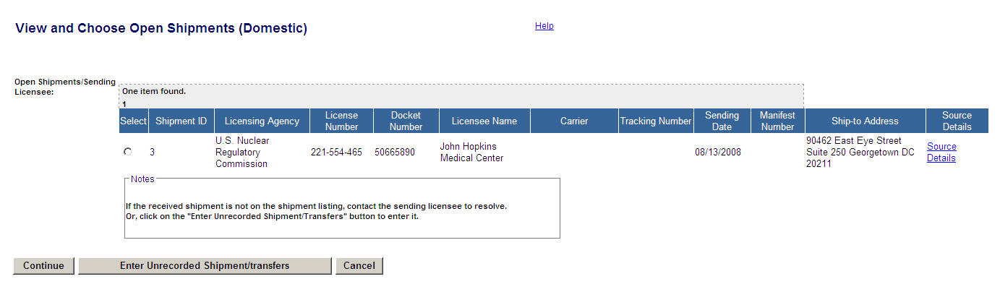 View and Choose Open Shipments (Domestic)
Help
Open Shipments/Sending
Licensee:
One item found.
1
Select Shipment ID Licensing Agency License Number Docket Number Licensee Name Carrier Tracking Number Sending Date Manifest Number Ship-to Address Source Details
3 U.S. Nuclear Regulatory Commission 221-554-465 50665890 John Hopkins Medical Center 08/13/2008 90462 East Eye Street Suite 250 Georgetown DC 20211 Source Details
Notes
If the received shipment is not on the shipment listing, contact the sending licensee to resolve.
Or, click on the "Enter Unrecorded Shipment/Transfers" button to enter it.
Continue Enter Unrecorded Shipment/transfers Cancel